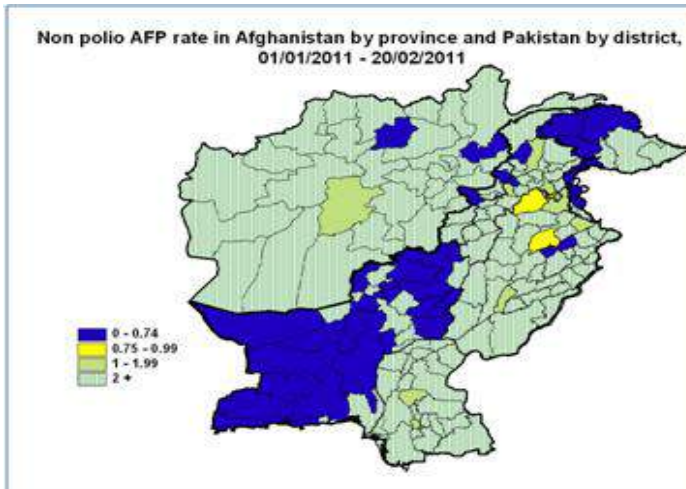 Non polio AFP rate in Afghanistan by province and Pakistan by district,
01/01/2011 - 20/02/2011
0 - 0.74
0.75 - 0.99
1 - 1.99
2 +